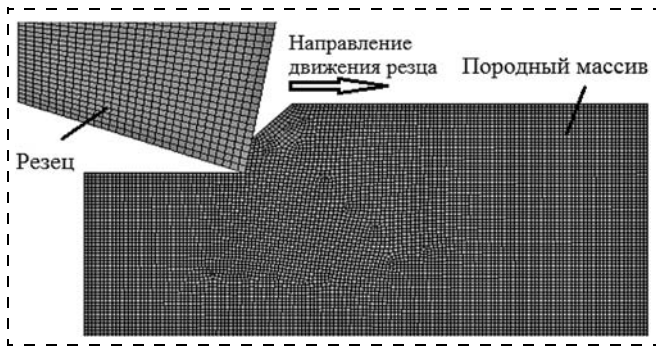 Направление
движения резца
Породный массив
Резец